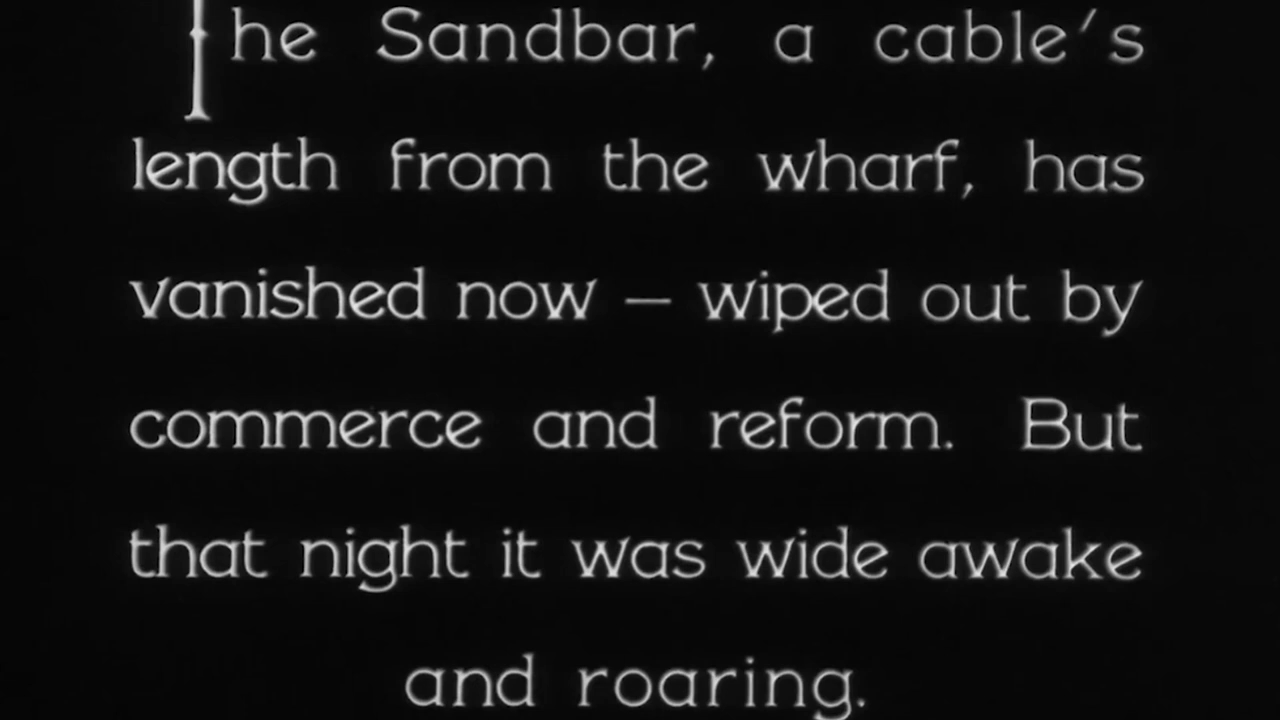 The Sandbar, a cable's
length from the wharf, has
vanished now — wiped out by
commerce and reform. But
that night it was wide awake
and roaring.